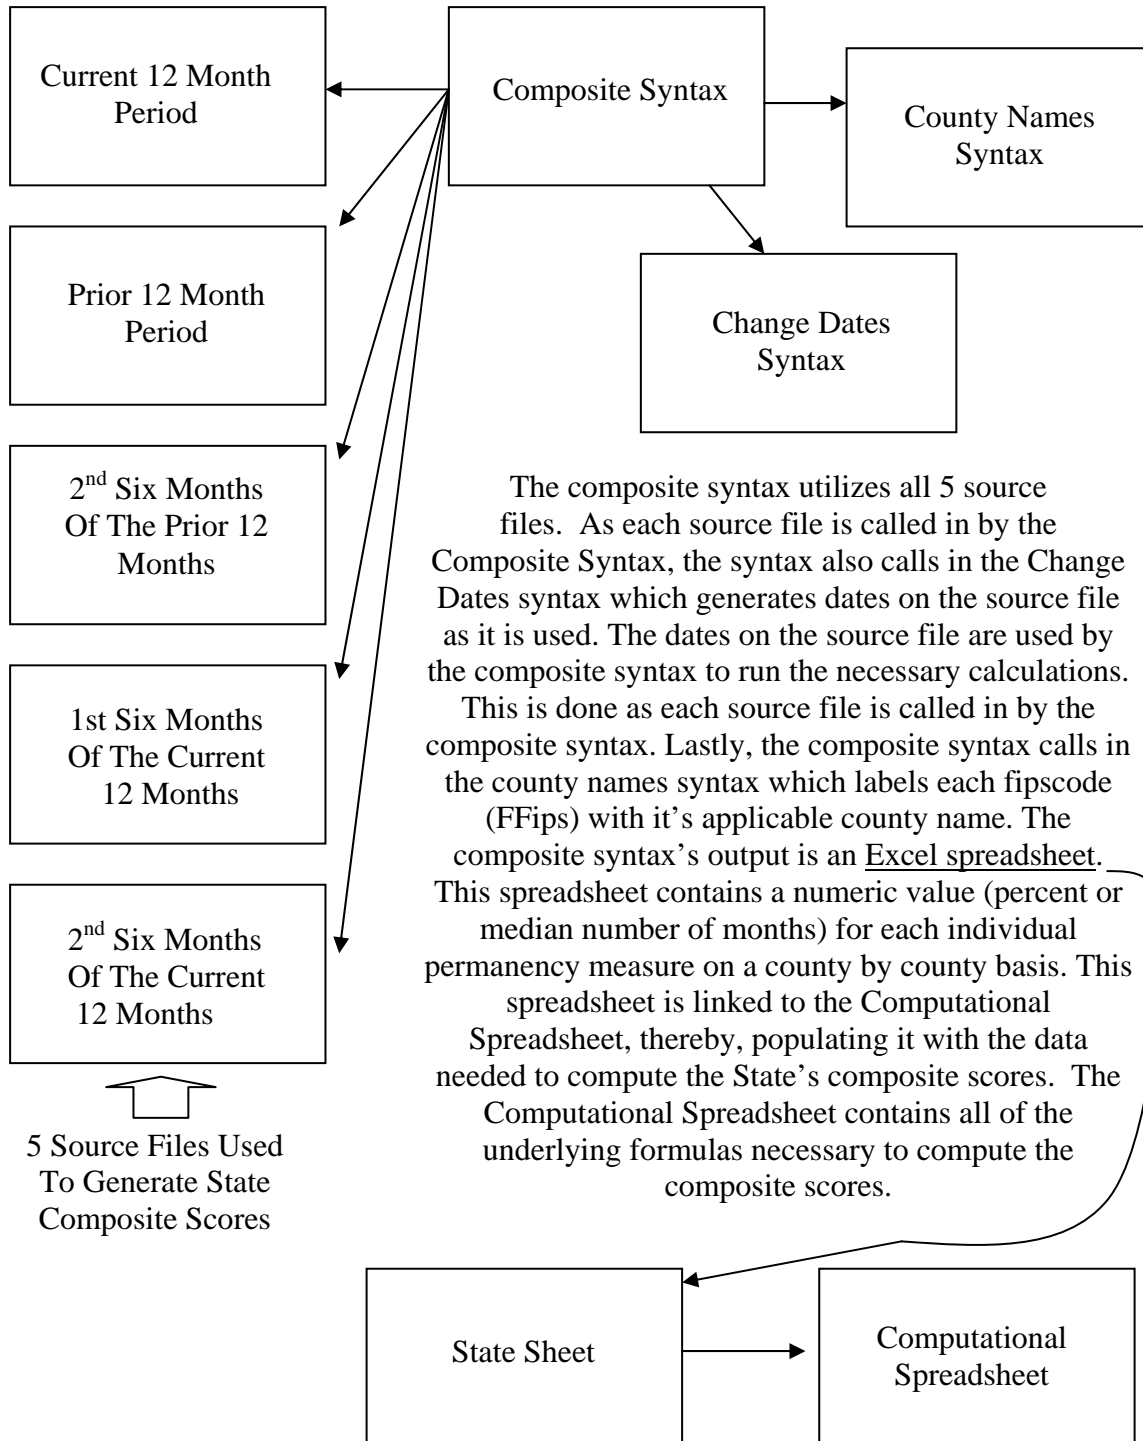 Current 12 Month
Period
Composite Syntax
County Names
Syntax
Prior 12 Month
Period
Change Dates
Syntax
2nd Six Months
Of The Prior 12
Months
1st Six Months
Of The Current
12 Months
2nd Six Months
Of The Current
12 Months
5 Source Files Used
To Generate State
Composite Scores
The composite syntax utilizes all 5 source
files. As each source file is called in by the
Composite Syntax, the syntax also calls in the Change
Dates syntax which generates dates on the source file
as it is used. The dates on the source file are used by
the composite syntax to run the necessary calculations.
This is done as each source file is called in by the
composite syntax. Lastly, the composite syntax calls in
the county names syntax which labels each fipscode
(FFips) with it's applicable county name. The
composite syntax's output is an Excel spreadsheet.
This spreadsheet contains a numeric value (percent or
median number of months) for each individual
permanency measure on a county by county basis. This
spreadsheet is linked to the Computational
Spreadsheet, thereby, populating it with the data
needed to compute the State's composite scores. The
Computational Spreadsheet contains all of the
underlying formulas necessary to compute the
composite scores.
State Sheet
Computational
Spreadsheet